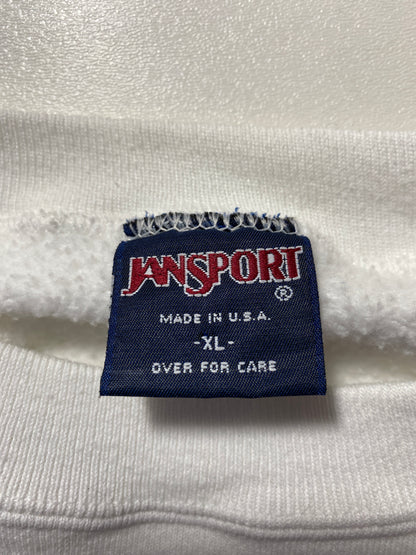 JANSPORT®
MADE IN U.S.A.
-XL-
OVER FOR CARE